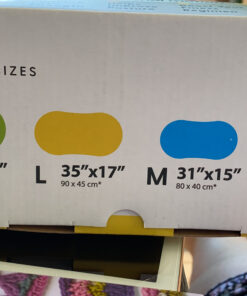 IZES
"
L 35"x17"
90 x 45 cm*
M 31"x15"
80 x 40 cm*